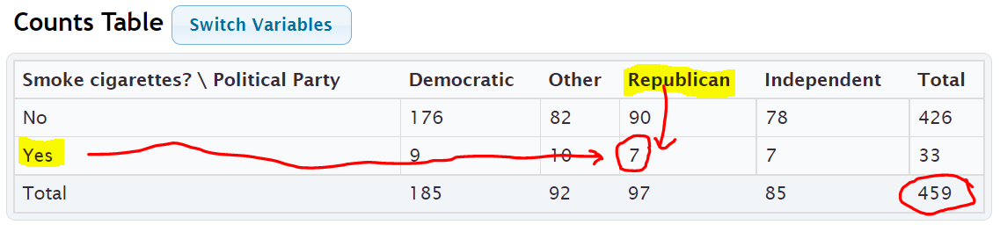 Counts Table Switch Variables
Smoke cigarettes? \ Political Party Democratic Other Republican Independent Total
No 176 82 90 78 426
Yes 9 10 7 7 33
Total 185 92 97 85 459